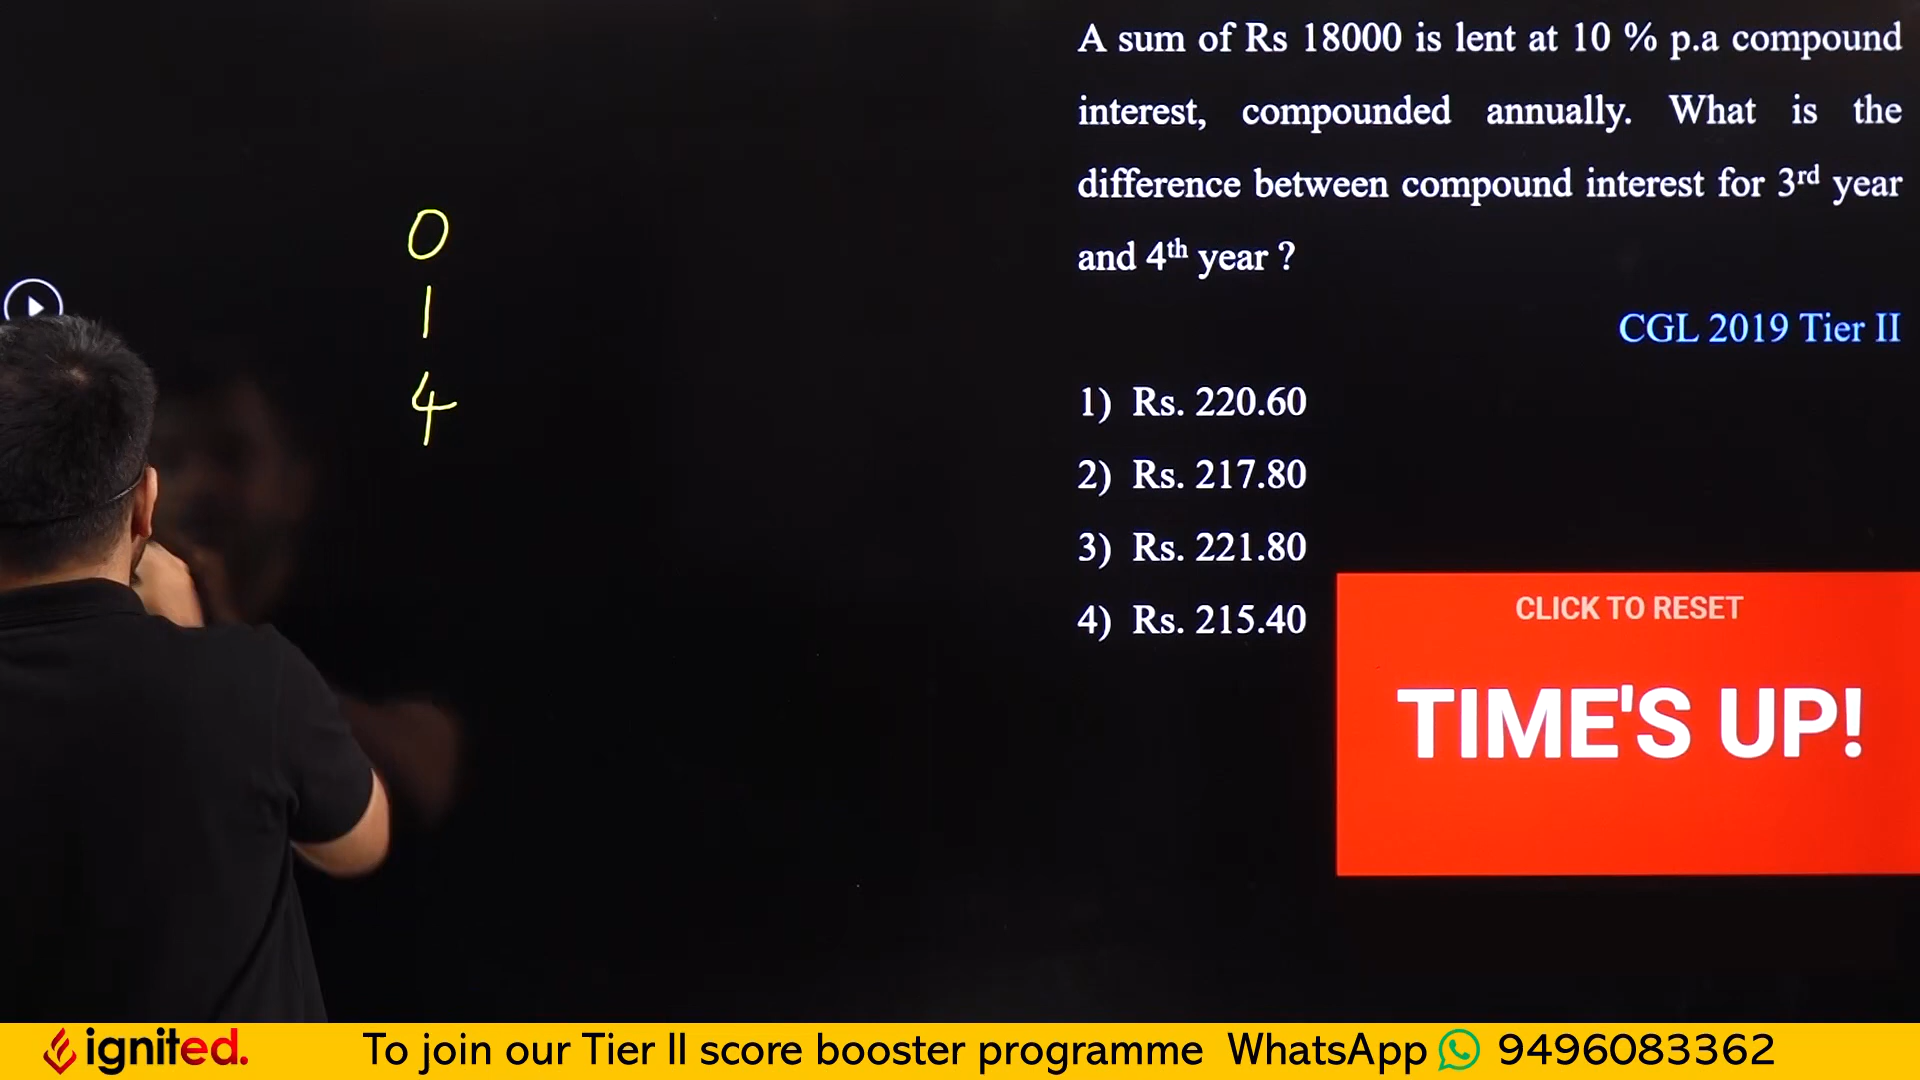 A sum of Rs 18000 is lent at 10 % p.a compound
interest, compounded annually. What is the
difference between compound interest for 3rd year
and 4th year ?
CGL 2019 Tier II
1) Rs. 220.60
2) Rs. 217.80
3) Rs. 221.80
4) Rs. 215.40
0
1
4
CLICK TO RESET
TIME'S UP!
ignited. To join our Tier II score booster programme WhatsApp 9496083362